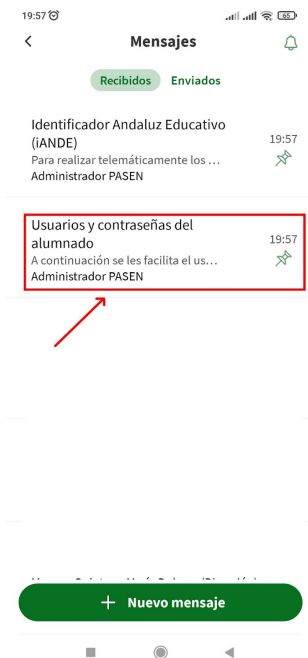 19:57
65
Mensajes
Recibidos Enviados
Identificador Andaluz Educativo
(iANDE)
19:57
Para realizar telemáticamente los ...
Administrador PASEN
Usuarios y contraseñas del
alumnado
19:57
A continuación se les facilita el us...
Administrador PASEN
+ Nuevo mensaje